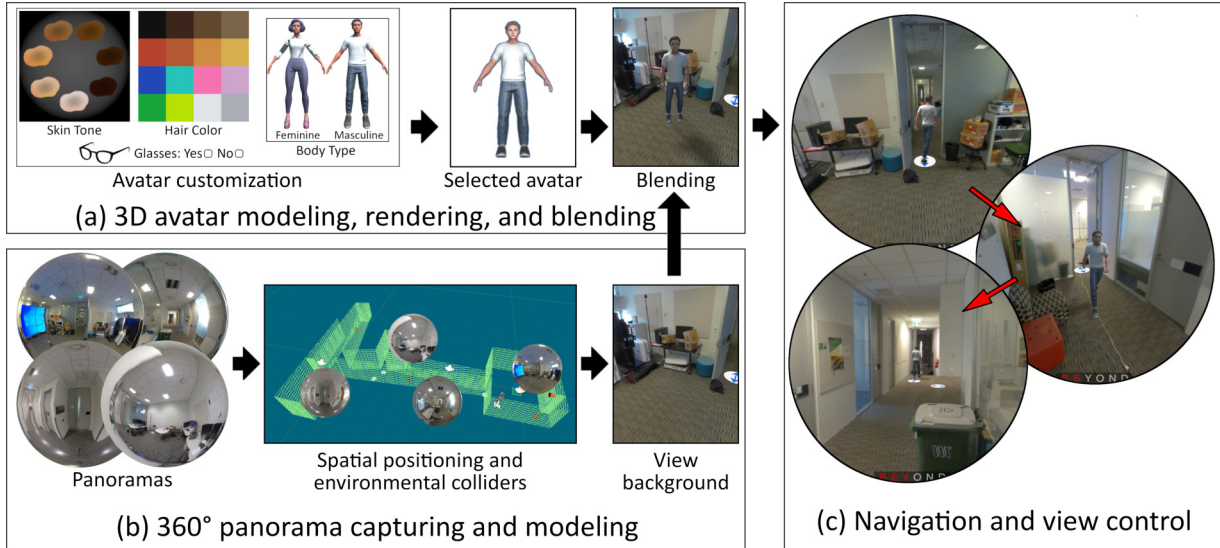 Skin Tone
Hair Color
Feminine
Masculine
Body Type
Glasses: Yes No
Avatar customization
Selected avatar
Blending
(a) 3D avatar modeling, rendering, and blending
Panoramas
Spatial positioning and
environmental colliders
View
background
(b) 360° panorama capturing and modeling
BEYOND
BEYOND
(c) Navigation and view control